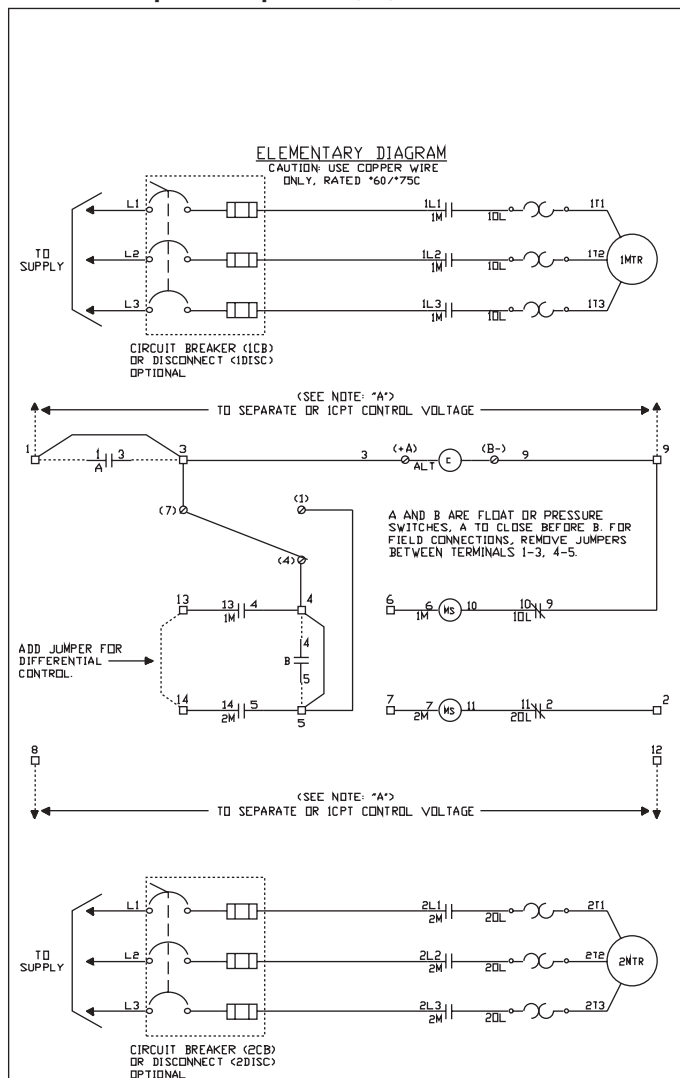 ELEMENTARY DIAGRAM
CAUTION: USE COPPER WIRE
ONLY, RATED °60/°75C
L1
1L1
1M
1OL
1T1
TO
SUPPLY
L2
1L2
1M
1OL
1T2
1MTR
L3
1L3
1M
1OL
1T3
CIRCUIT BREAKER (1CB)
OR DISCONNECT (1DISC)
OPTIONAL
(SEE NOTE: "A")
TO SEPARATE OR 1CPT CONTROL VOLTAGE
1
1
3
A
3
3
(+A)
ALT
E
(B-)
9
9
(7)
(1)
(4)
A AND B ARE FLOAT OR PRESSURE
SWITCHES, A TO CLOSE BEFORE B. FOR
FIELD CONNECTIONS, REMOVE JUMPERS
BETWEEN TERMINALS 1-3, 4-5.
13
13
4
1M
4
6
6
1M
MS
10
10
9
1OL
ADD JUMPER FOR
DIFFERENTIAL
CONTROL.
4
B
5
14
14
5
2M
5
7
7
2M
MS
11
11
2
2OL
2
8
12
(SEE NOTE: "A")
TO SEPARATE OR 1CPT CONTROL VOLTAGE
L1
2L1
2M
2OL
2T1
TO
SUPPLY
L2
2L2
2M
2OL
2T2
2MTR
L3
2L3
2M
2OL
2T3
CIRCUIT BREAKER (2CB)
OR DISCONNECT (2DISC)
OPTIONAL